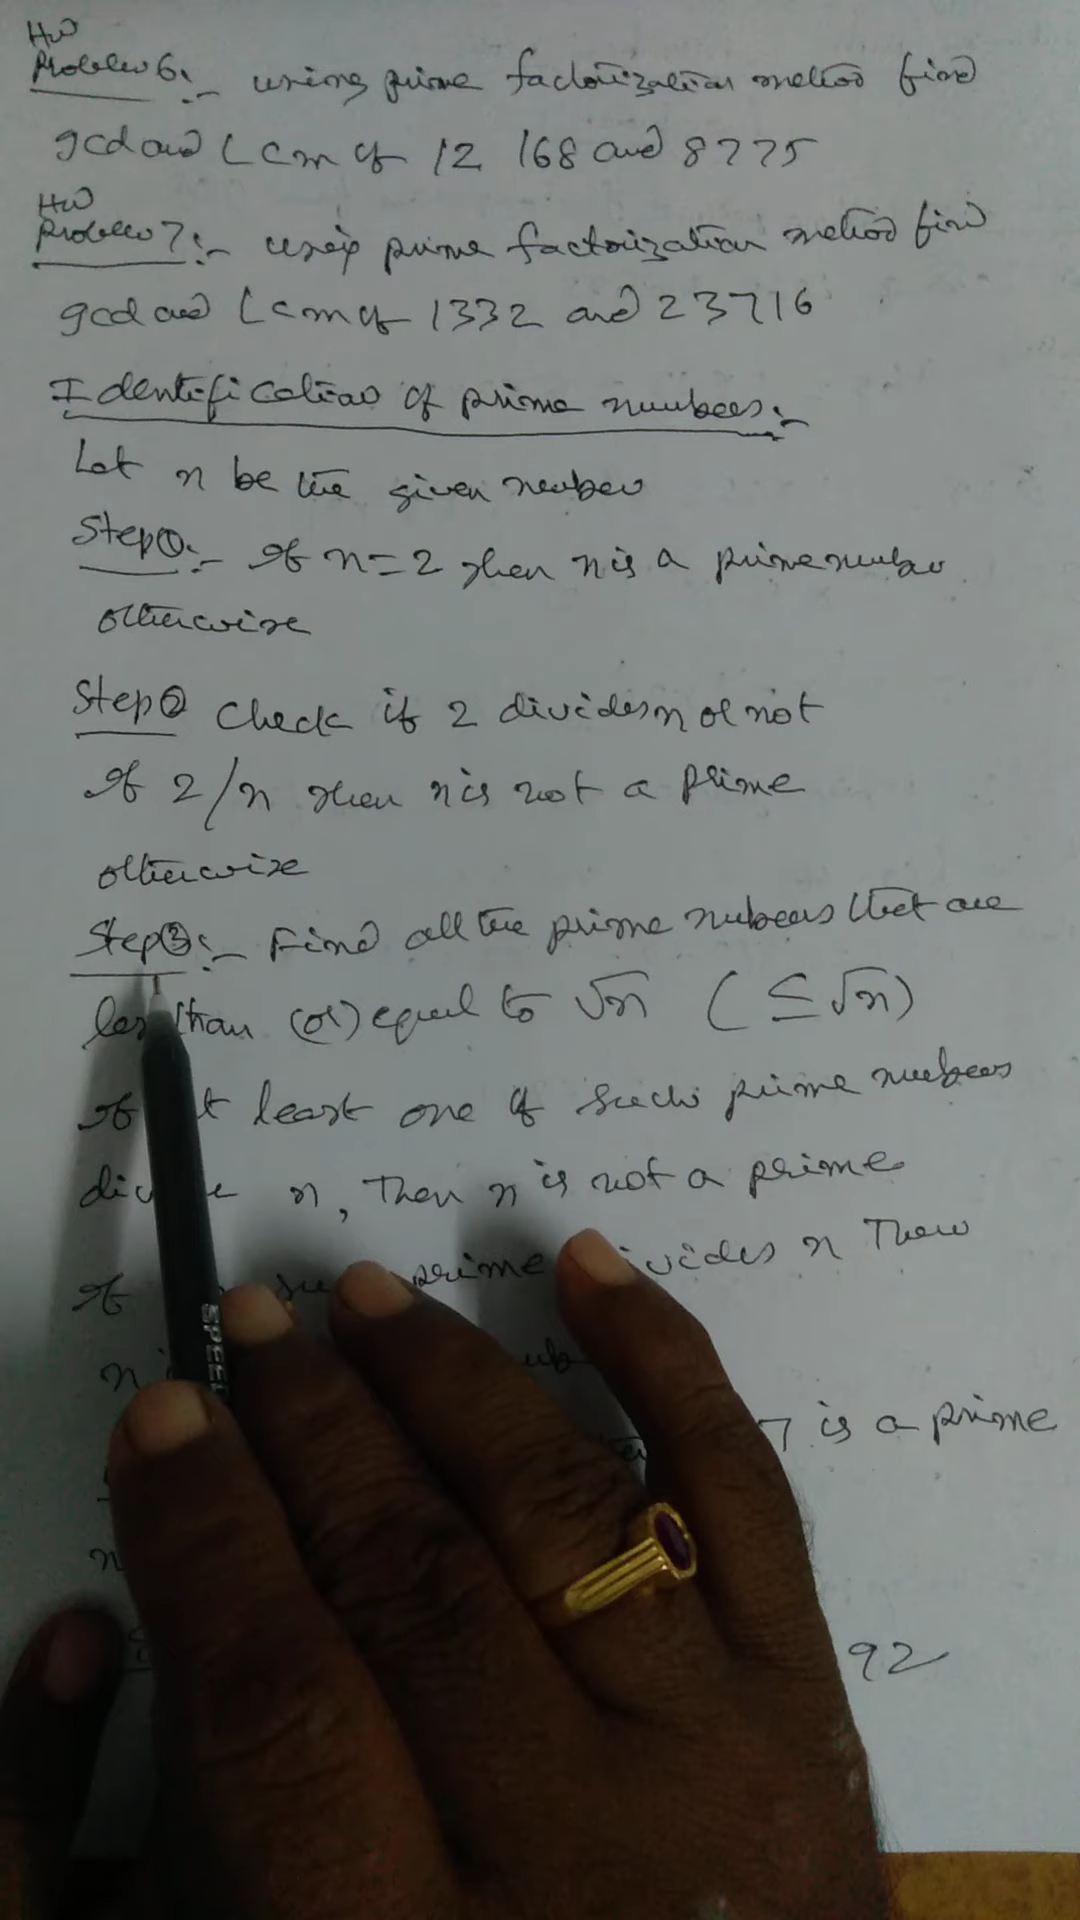 HW
Problem 6:- using prime factorization method find
gcd and Lcm of 12 168 and 8775
HW
Problem 7:- using prime factorization method find
gcd and Lcm of 1332 and 23716
Identification of prime numbers:-
Let n be the given number
Step①:- If n=2 then n is a prime number
otherwise
Step② Check if 2 divides n or not
If 2/n then n is not a prime
otherwise
Step③:- Find all the prime numbers that are
less than (or) equal to √n (≤√n)
If at least one of such prime numbers
divide n, Then n is not a prime
If prime divides n Then
n
7 is a prime
n
92
SPEE